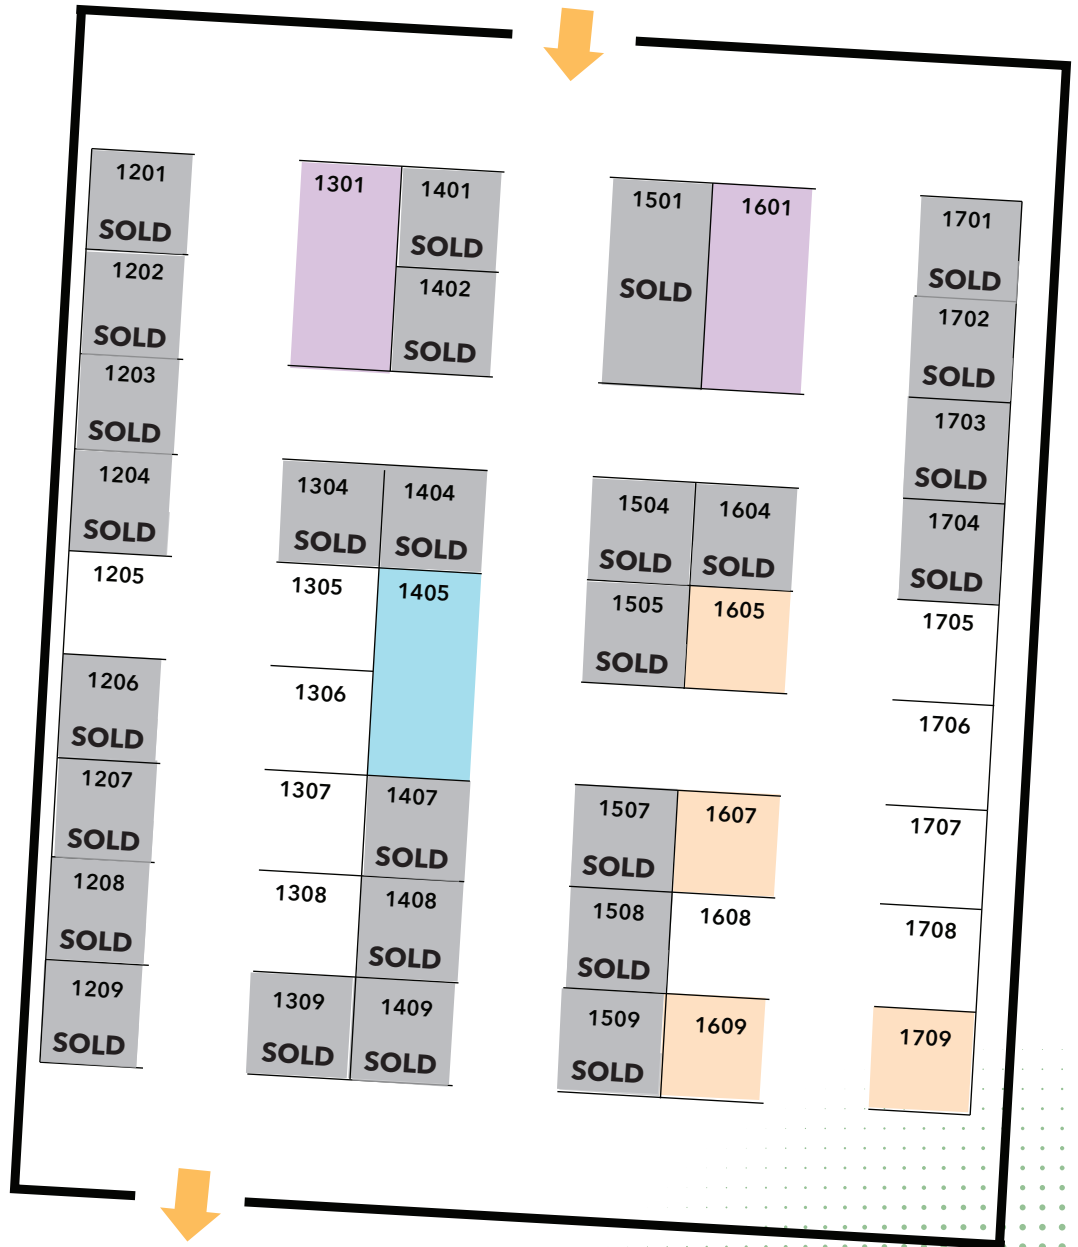 1201
SOLD
1202
SOLD
1203
SOLD
1204
SOLD
1205
1206
SOLD
1207
SOLD
1208
SOLD
1209
SOLD
1301
1401
SOLD
1402
SOLD
1304
SOLD
1404
SOLD
1305
1405
1306
1307
1407
SOLD
1308
1408
SOLD
1309
SOLD
1409
SOLD
1501
SOLD
1601
1504
SOLD
1604
SOLD
1505
SOLD
1605
1507
SOLD
1607
1508
SOLD
1608
1509
SOLD
1609
1701
SOLD
1702
SOLD
1703
SOLD
1704
SOLD
1705
1706
1707
1708
1709